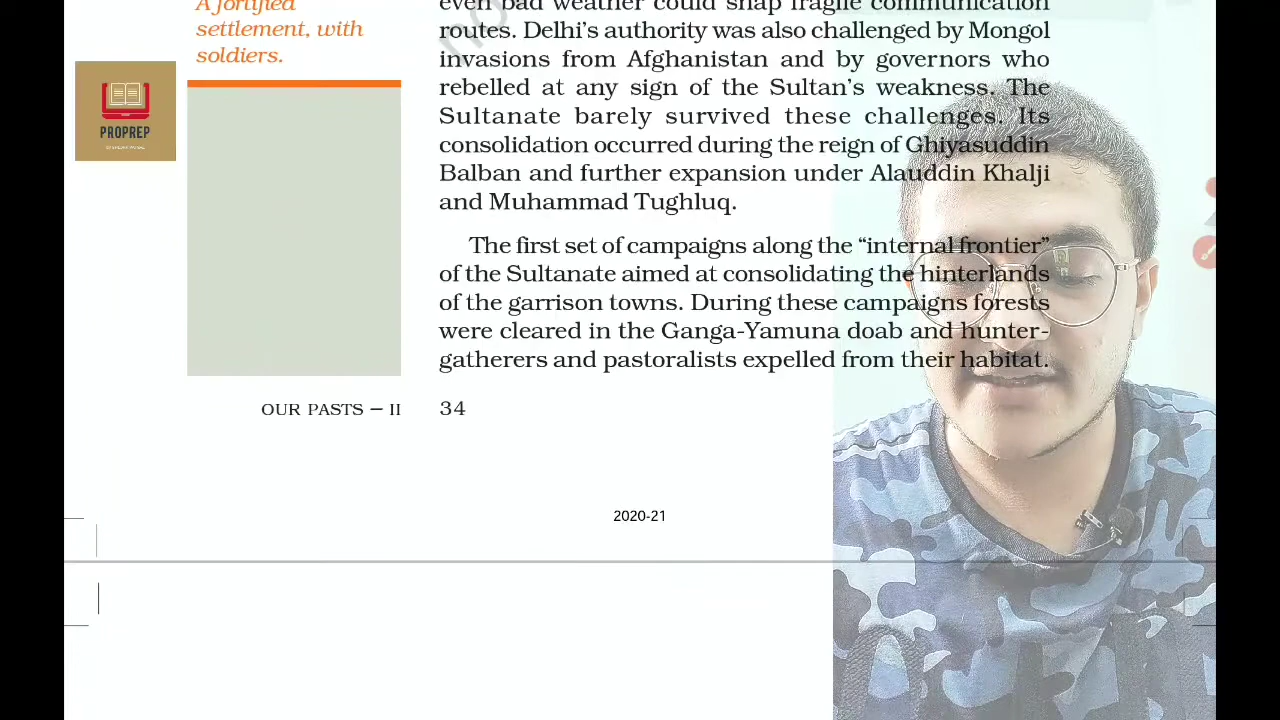 A fortified
settlement, with
soldiers.
PROPREP
even bad weather could snap fragile communication
routes. Delhi's authority was also challenged by Mongol
invasions from Afghanistan and by governors who
rebelled at any sign of the Sultan's weakness. The
Sultanate barely survived these challenges. Its
consolidation occurred during the reign of Ghiyasuddin
Balban and further expansion under Alauddin Khalji
and Muhammad Tughluq.
The first set of campaigns along the “internal frontier”
of the Sultanate aimed at consolidating the hinterlands
of the garrison towns. During these campaigns forests
were cleared in the Ganga-Yamuna doab and hunter-
gatherers and pastoralists expelled from their habitat.
OUR PASTS – II 34
2020-21